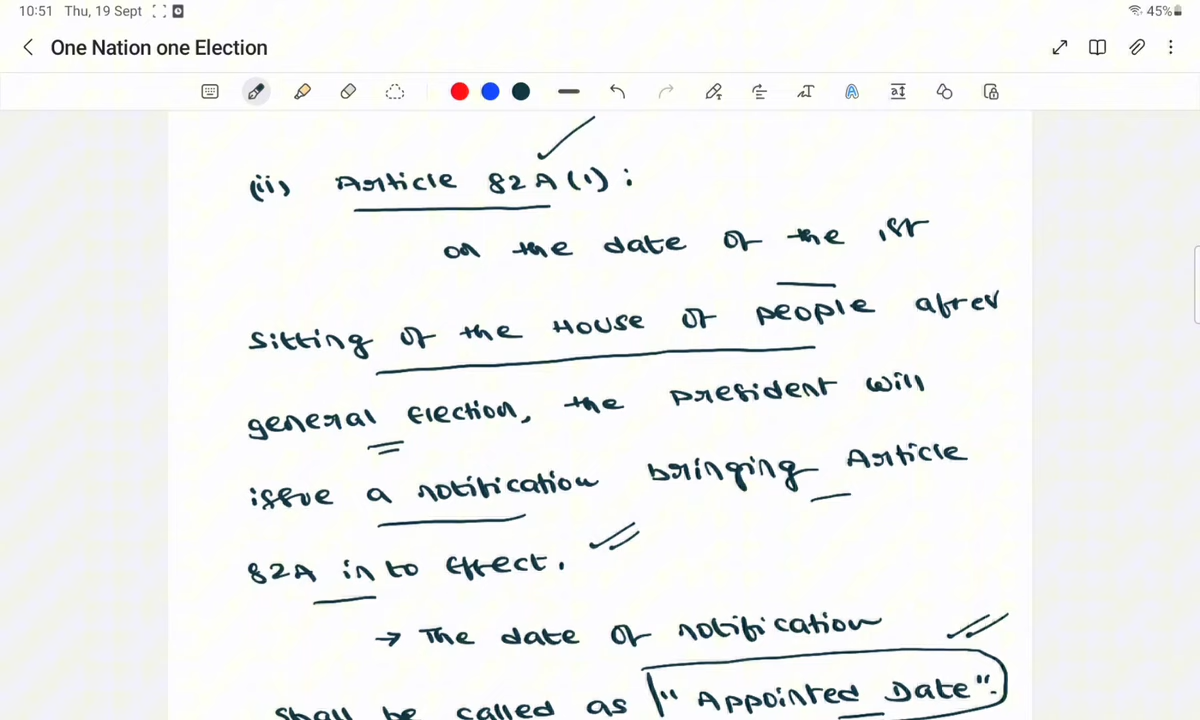 10:51 Thu, 19 Sept
45%
One Nation one Election
(ii) Article 82A(1):
on the date of the 1st
Sitting of the House of people after
general Election, the president will
issue a notification bringing Article
82A in to Effect.
→ The date of notification
Shall be called as "Appointed Date".